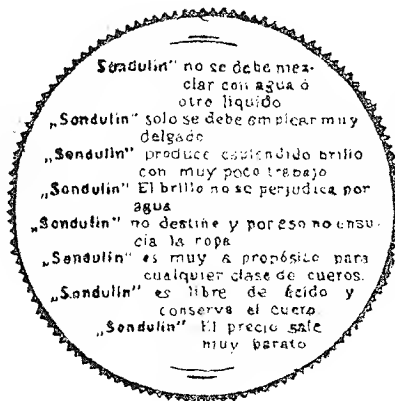 „Sondulin" no se debe mez-
clar con agua ó
otro liquido
„Sondulin" solo se debe emplear muy
delgado
„Sondulin" produce esplendido brillo
con muy poco trabajo
„Sondulin" El brillo no se perjudica por
agua
„Sondulin" no destiñe y por eso no ensu-
cia la ropa
„Sondulin" es muy a propósito para
cualquier clase de cueros.
„Sondulin" es libre de ácido y
conserva el cuero
„Sondulin" El precio sale
muy barato